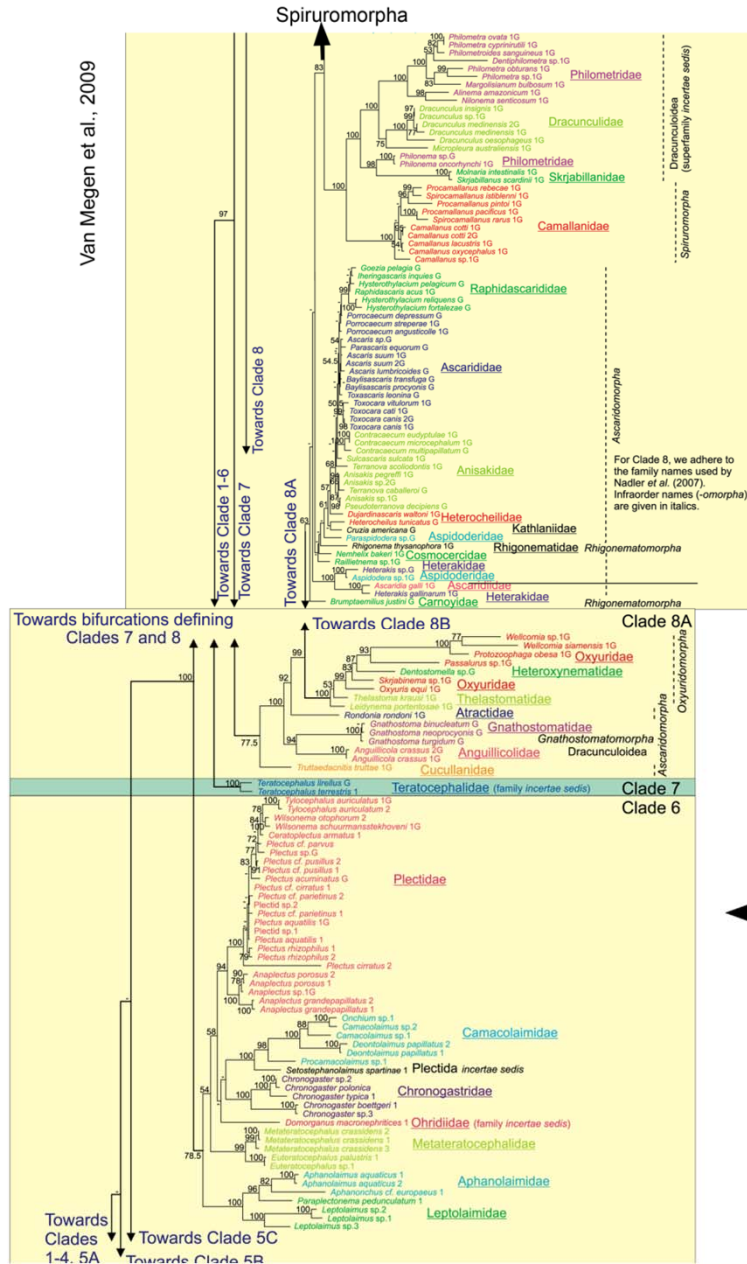 Spiruromorpha
Van Megen et al., 2009
83
97
Towards Clade 1-6
Towards Clade 7
Towards Clade 8
Towards Clade 8A
Philometra ovata 1G
Philometra cyprinirutili 1G
Philometroides sanguineus 1G
Dentiphilometra sp.1G
Philometra obturans 1G
Philometra sp.1G
Margolisianum bulbosum 1G
Alinema amazonicum 1G
Nilonema senticosum 1G
Philometridae
Dracunculus insignis 1G
Dracunculus sp.1G
Dracunculus medinensis 2G
Dracunculus medinensis 1G
Dracunculus oesophageus 1G
Micropleura australiensis 1G
Dracunculidae
Philonema sp.G
Philonema oncorhynchi 1G
Philometridae
Molnaria intestinalis 1G
Skrjabillanus scardinii 1G
Skrjabillanidae
Dracunculoidea
(superfamily incertae sedis)
Procamallanus rebecae 1G
Spirocamallanus istiblenni 1G
Procamallanus pintoi 1G
Procamallanus pacificus 1G
Spirocamallanus rarus 1G
Camallanus cotti 1G
Camallanus cotti 2G
Camallanus lacustris 1G
Camallanus oxycephalus 1G
Camallanus sp.1G
Camallanidae
Spiruromorpha
Goezia pelagia G
Iheringascaris inquies G
Hysterothylacium pelagicum G
Raphidascaris acus 1G
Hysterothylacium reliquens G
Hysterothylacium fortalezae G
Raphidascarididae
Porrocaecum depressum G
Porrocaecum streperae 1G
Porrocaecum angusticolle 1G
Ascaris sp.G
Parascaris equorum G
Ascaris suum 1G
Ascaris suum 2G
Ascaris lumbricoides G
Baylisascaris transfuga G
Baylisascaris procyonis G
Toxascaris leonina G
Toxocara vitulorum 1G
Toxocara cati 1G
Toxocara canis 2G
Toxocara canis 1G
Ascarididae
Contracaecum eudyptulae 1G
Contracaecum microcephalum 1G
Contracaecum multipapillatum G
Sulcascaris sulcata 1G
Terranova scoliodontis 1G
Anisakis pegreffi 1G
Anisakis sp.2G
Terranova caballeroi G
Anisakis sp.1G
Pseudoterranova decipiens G
Anisakidae
Dujardinascaris waltoni 1G
Heterocheilus tunicatus G
Heterocheilidae
Cruzia americana G Kathlaniidae
Paraspidodera sp.G Aspidoderidae
Rhigonema thysanophora 1G Rhigonematidae Rhigonematomorpha
Nemhelix bakeri 1G Cosmocercidae
Raillietnema sp.1G
Heterakis sp.G Heterakidae
Aspidodera sp.1G Aspidoderidae
Ascaridia galli 1G Ascaridiidae
Heterakis gallinarum 1G Heterakidae
Brumptaemilius justini G Carnoyidae Rhigonematomorpha
Ascaridomorpha
For Clade 8, we adhere to
the family names used by
Nadler et al. (2007).
Infraorder names (-omorpha)
are given in italics.
Towards bifurcations defining
Clades 7 and 8
Towards Clade 8B
Clade 8A
Wellcomia sp.1G
Wellcomia siamensis 1G
Protozoophaga obesa 1G
Passalurus sp.1G
Oxyuridae
Dentostomella sp.G Heteroxynematidae
Skrjabinema sp.1G
Oxyuris equi 1G
Oxyuridae
Thelastoma krausi 1G
Leidynema portentosae 1G
Thelastomatidae
Rondonia rondoni 1G Atractidae
Oxyuridomorpha
Gnathostoma binucleutum G
Gnathostoma neoprocyonis G
Gnathostoma turgidum G
Gnathostomatidae
Gnathostomatomorpha
Anguillicola crassus 2G
Anguillicola crassus 1G
Anguillicolidae
Dracunculoidea
Truttaedacnitis truttae 1G Cucullanidae
Ascaridomorpha
Teratocephalus lirellus G
Teratocephalus terrestris 1
Teratocephalidae (family incertae sedis)
Clade 7
Clade 6
Tylocephalus auriculatus 1G
Tylocephalus auriculatum 2
Wilsonema otophorum 2
Wilsonema schuurmansstekhoveni 1G
Ceratoplectus armatus 1
Plectus cf. parvus
Plectus sp.G
Plectus cf. pusillus 2
Plectus cf. pusillus 1
Plectus acuminatus G
Plectus cf. cirratus 1
Plectus cf. parietinus 2
Plectid sp.2
Plectus cf. parietinus 1
Plectus aquatilis 1G
Plectid sp.1
Plectus aquatilis 1
Plectus rhizophilus 1
Plectus rhizophilus 2
Plectus cirratus 2
Anaplectus porosus 2
Anaplectus porosus 1
Anaplectus sp.1G
Anaplectus grandepapillatus 2
Anaplectus grandepapillatus 1
Plectidae
Onchium sp.1
Camacolaimus sp.2
Camacolaimus sp.1
Deontolaimus papillatus 2
Deontolaimus papillatus 1
Procamacolaimus sp.1
Camacolaimidae
Setostephanolaimus spartinae 1 Plectida incertae sedis
Chronogaster sp.2
Chronogaster polonica
Chronogaster typica 1
Chronogaster boettgeri 1
Chronogaster sp.3
Chronogastridae
Domorganus macronephritices 1 Ohridiidae (family incertae sedis)
Metateratocephalus crassidens 2
Metateratocephalus crassidens 1
Metateratocephalus crassidens 3
Euteratocephalus palustris 1
Euteratocephalus sp.1
Metateratocephalidae
Aphanolaimus aquaticus 1
Aphanolaimus aquaticus 2
Aphanonchus cf. europaeus 1
Aphanolaimidae
Paraplectonema pedunculatum 1
Leptolaimus sp.2
Leptolaimus sp.1
Leptolaimus sp.3
Leptolaimidae
Towards
Clades
1-4, 5A
Towards Clade 5C
Towards Clade 5B